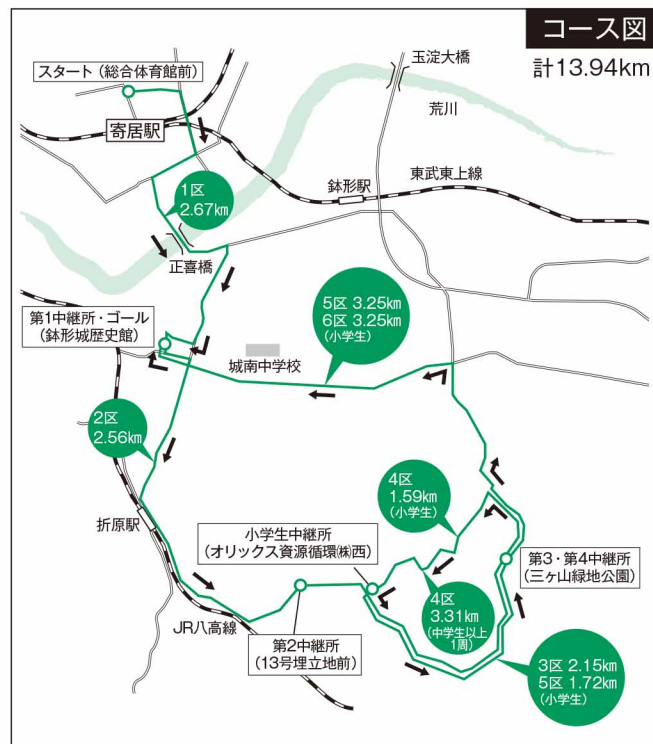 コース図
計13.94km
玉淀大橋
スタート（総合体育館前）
荒川
寄居駅
東武東上線
鉢形駅
1区
2.67km
正喜橋
5区 3.25km
6区 3.25km
(小学生)
第1中継所・ゴール
(鉢形城歴史館)
城南中学校
2区
2.56km
4区
1.59km
(小学生)
折原駅
小学生中継所
(オリックス資源循環㈱西)
第3・第4中継所
(三ヶ山緑地公園)
4区
3.31km
(中学生以上
1周)
JR八高線
第2中継所
(13号埋立地前)
3区 2.15km
5区 1.72km
(小学生)